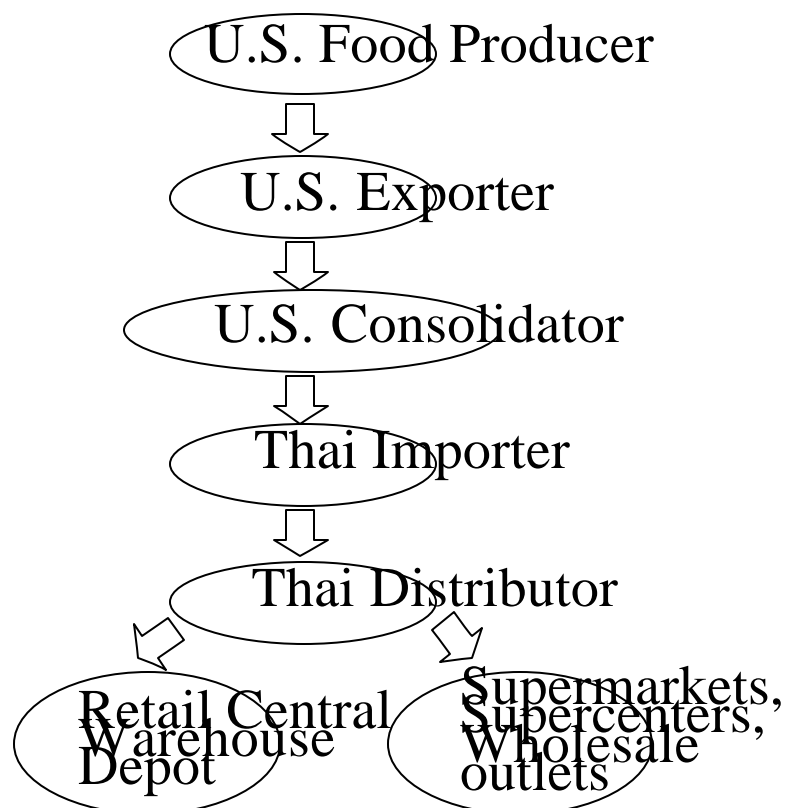 U.S. Food Producer
U.S. Exporter
U.S. Consolidator
Thai Importer
Thai Distributor
Retail Central
Warehouse
Depot
Supermarkets,
Supercenters,
Wholesale
outlets